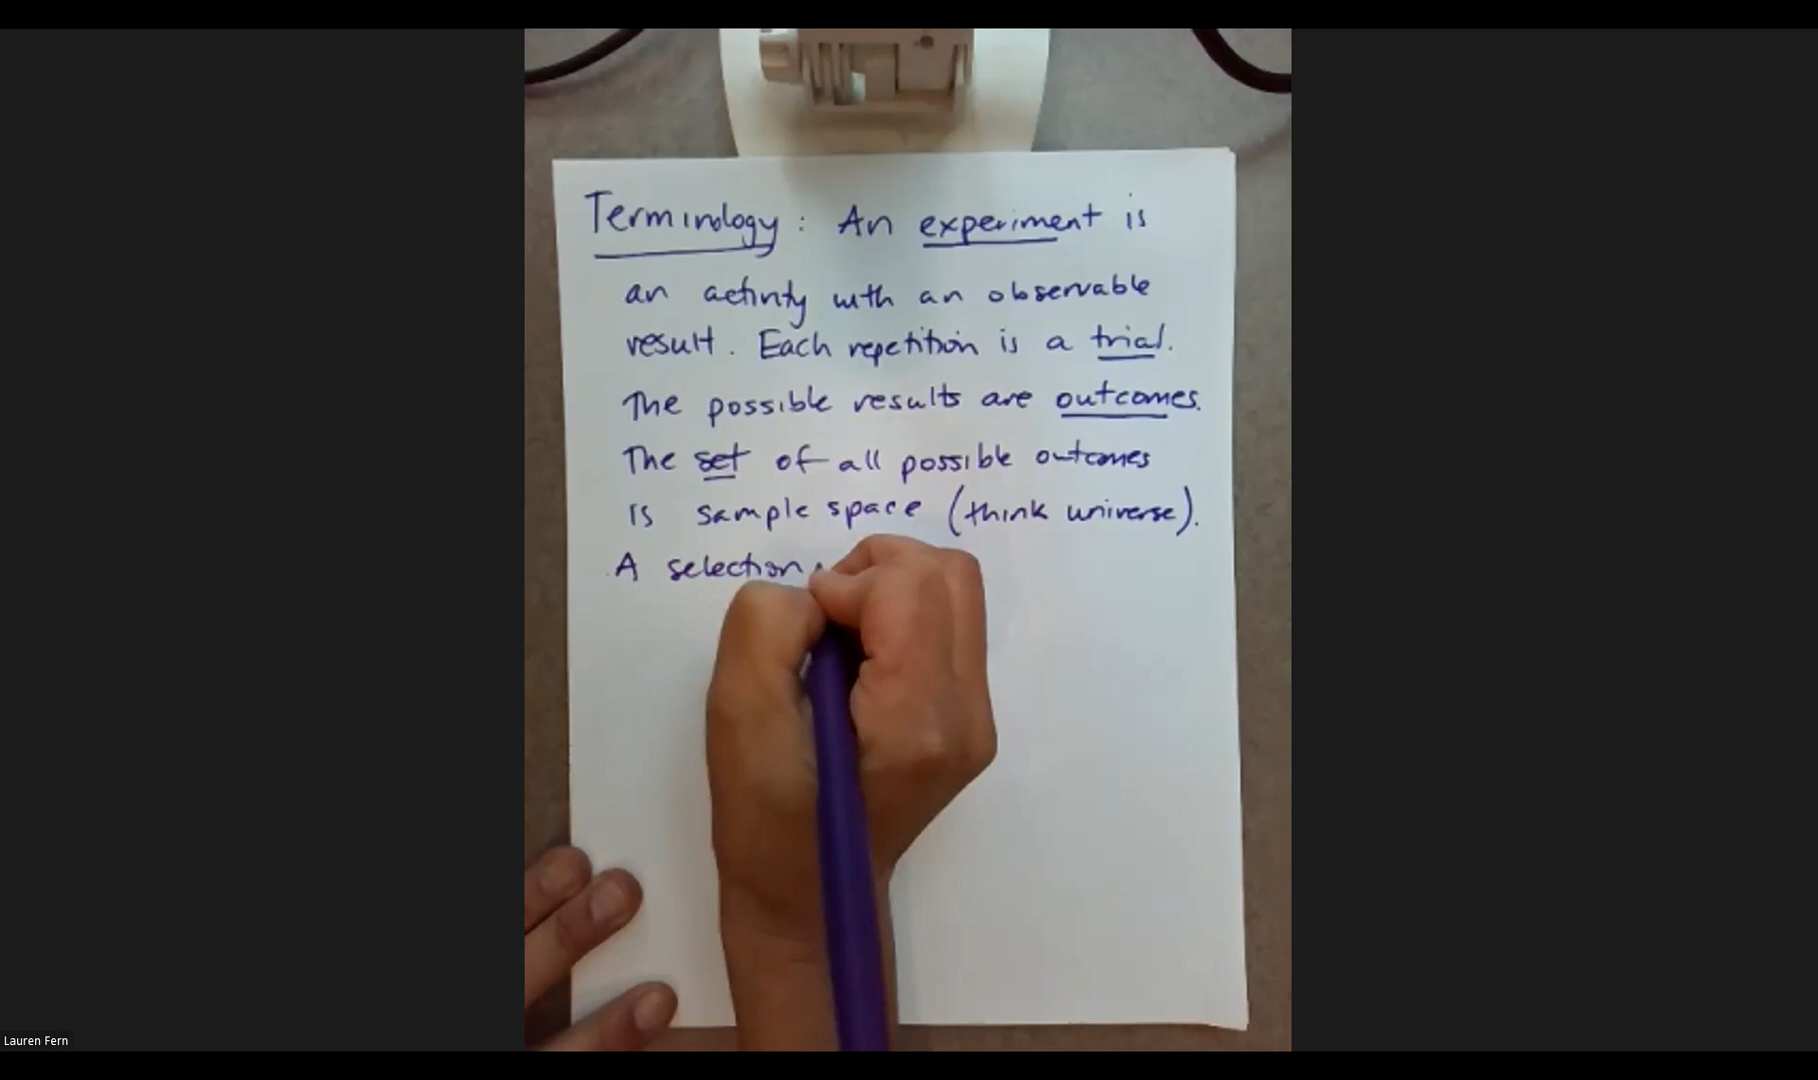 Terminology: An experiment is
an activity with an observable
result. Each repetition is a trial.
The possible results are outcomes.
The set of all possible outcomes
is sample space (think universe).
A selection
Lauren Fern